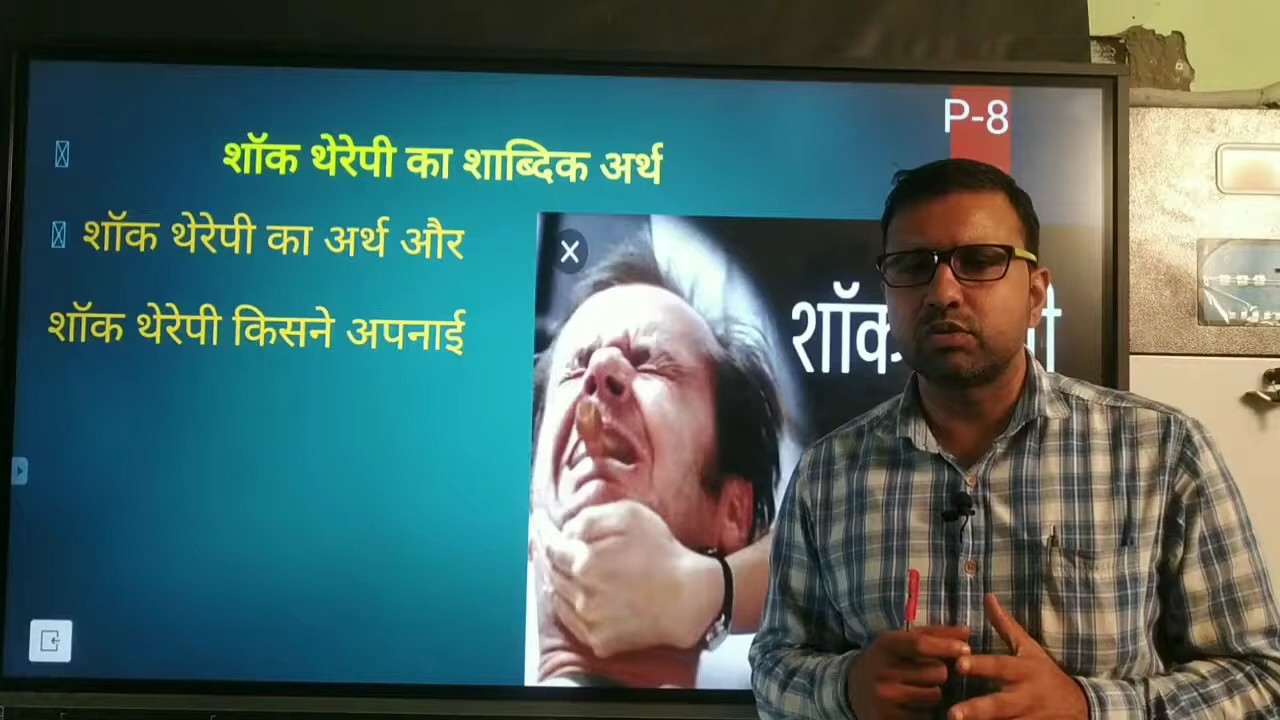 P-8
शॉक थेरेपी का शाब्दिक अर्थ
शॉक थेरेपी का अर्थ और
शॉक थेरेपी किसने अपनाई
शॉक